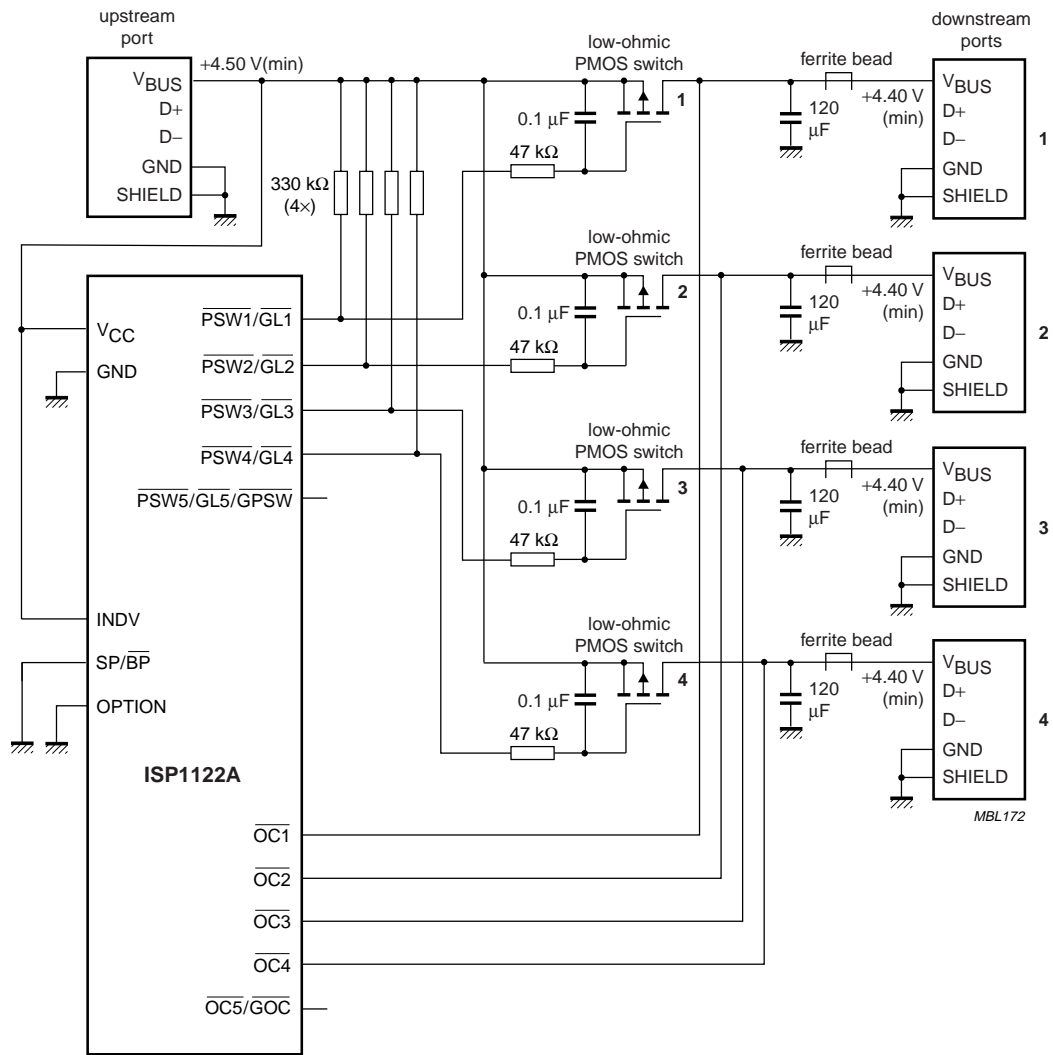 upstream
port
+4.50 V(min)
VBUS
D+
D−
GND
SHIELD
330 kΩ
(4×)
low-ohmic
PMOS switch
1
0.1 μF
47 kΩ
ferrite bead
120
μF
+4.40 V
(min)
downstream
ports
VBUS
D+
D−
GND
SHIELD
1
low-ohmic
PMOS switch
2
0.1 μF
47 kΩ
ferrite bead
120
μF
+4.40 V
(min)
VBUS
D+
D−
GND
SHIELD
2
low-ohmic
PMOS switch
3
0.1 μF
47 kΩ
ferrite bead
120
μF
+4.40 V
(min)
VBUS
D+
D−
GND
SHIELD
3
low-ohmic
PMOS switch
4
0.1 μF
47 kΩ
ferrite bead
120
μF
+4.40 V
(min)
VBUS
D+
D−
GND
SHIELD
4
MBL172
VCC
GND
INDV
SP/BP
OPTION
ISP1122A
PSW1/GL1
PSW2/GL2
PSW3/GL3
PSW4/GL4
PSW5/GL5/GPSW
OC1
OC2
OC3
OC4
OC5/GOC